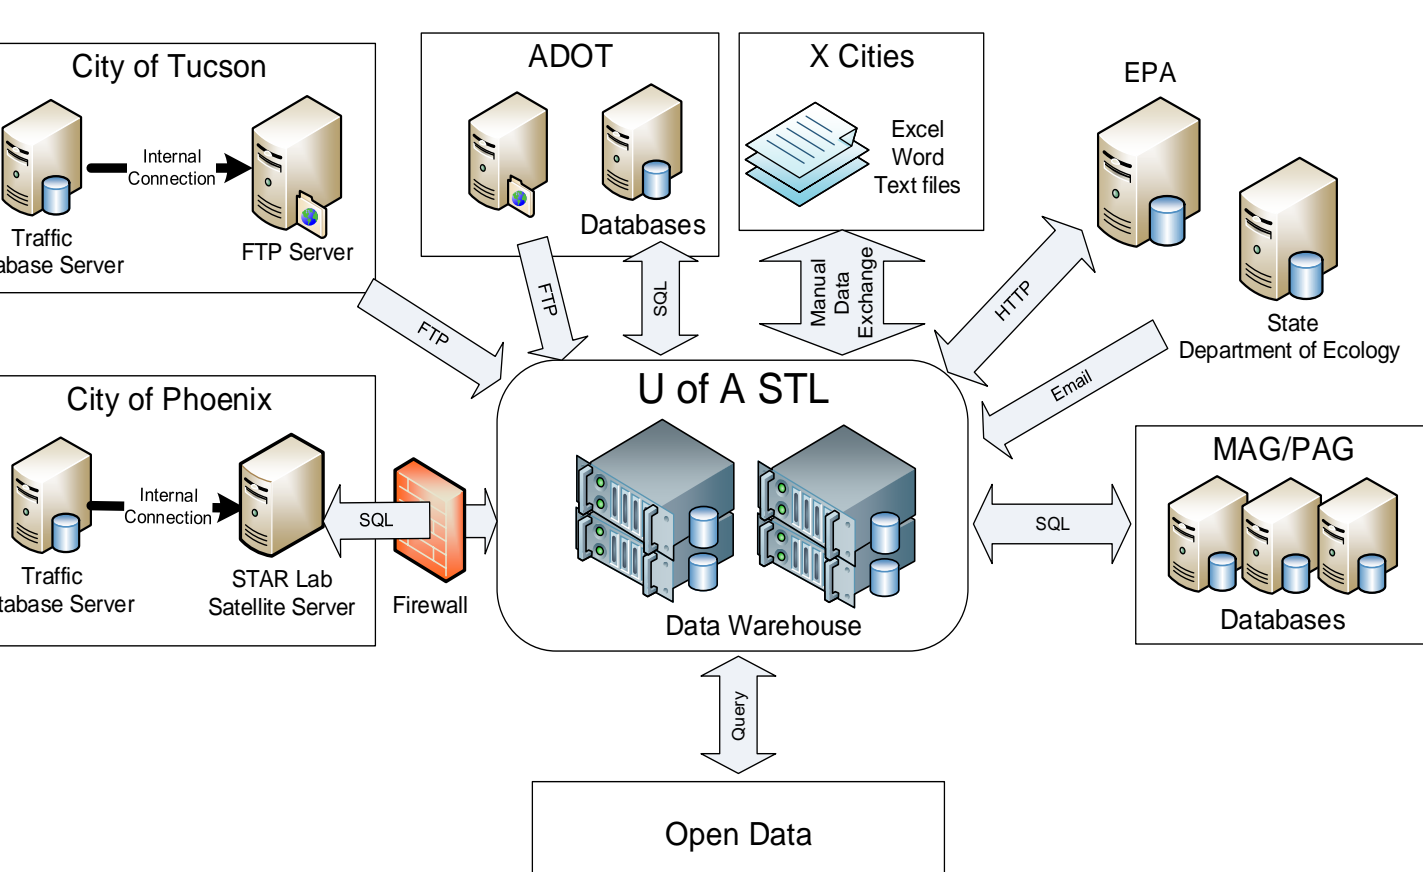 City of Tucson
Internal
Connection
Traffic
abase Server
FTP Server
ADOT
Databases
X Cities
Excel
Word
Text files
EPA
State
Department of Ecology
FTP
FTP
SQL
Manual
Data
Exchange
HTTP
Email
City of Phoenix
Internal
Connection
Traffic
tabase Server
STAR Lab
Satellite Server
SQL
Firewall
U of A STL
Data Warehouse
SQL
MAG/PAG
Databases
Query
Open Data